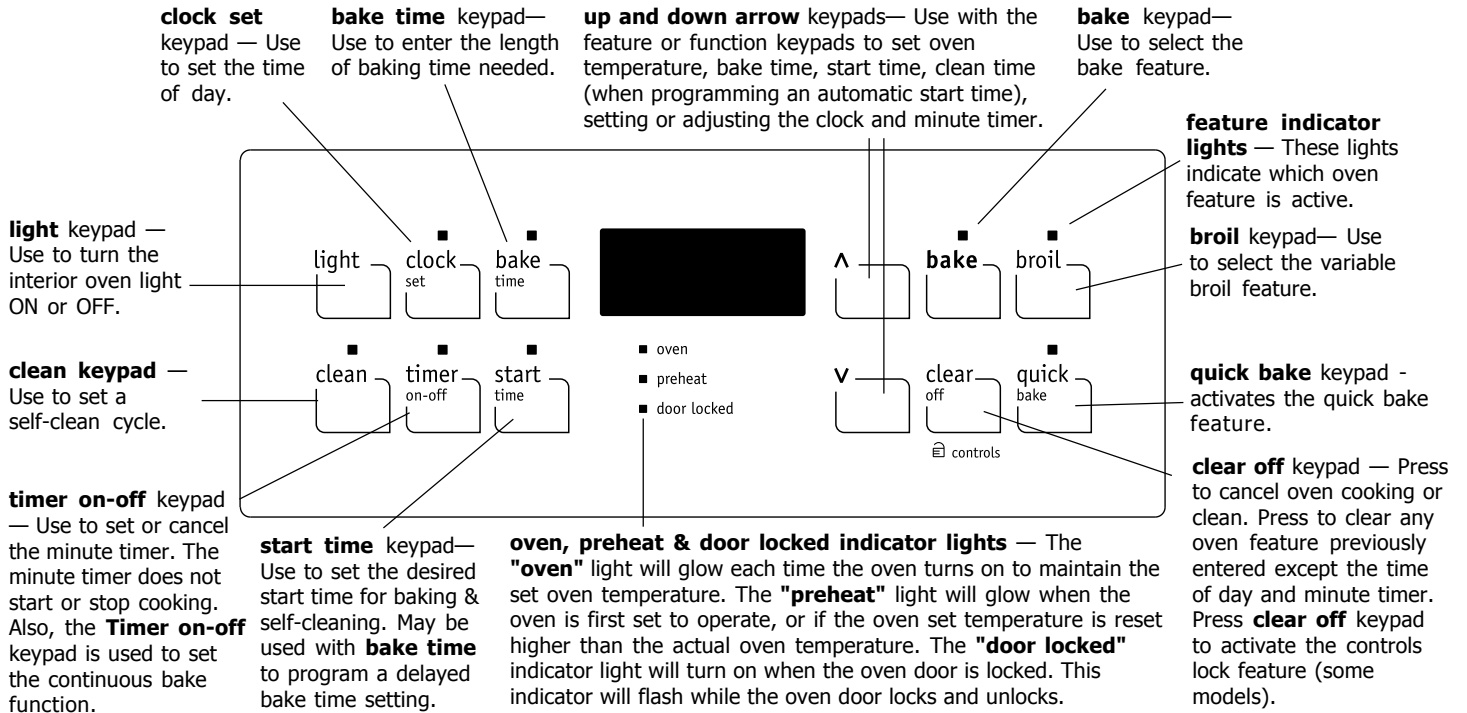 clock set
keypad — Use
to set the time
of day.
bake time keypad—
Use to enter the length
of baking time needed.
up and down arrow keypads— Use with the
feature or function keypads to set oven
temperature, bake time, start time, clean time
(when programming an automatic start time),
setting or adjusting the clock and minute timer.
bake keypad—
Use to select the
bake feature.
feature indicator
lights — These lights
indicate which oven
feature is active.
light keypad —
Use to turn the
interior oven light
ON or OFF.
broil keypad— Use
to select the variable
broil feature.
light
clock
set
bake
time
bake
broil
clean keypad —
Use to set a
self-clean cycle.
clean
timer
on-off
start
time
oven
preheat
door locked
clear
off
quick
bake
controls
quick bake keypad -
activates the quick bake
feature.
timer on-off keypad
— Use to set or cancel
the minute timer. The
minute timer does not
start or stop cooking.
Also, the Timer on-off
keypad is used to set
the continuous bake
function.
start time keypad—
Use to set the desired
start time for baking &
self-cleaning. May be
used with bake time
to program a delayed
bake time setting.
oven, preheat & door locked indicator lights — The
"oven" light will glow each time the oven turns on to maintain the
set oven temperature. The "preheat" light will glow when the
oven is first set to operate, or if the oven set temperature is reset
higher than the actual oven temperature. The "door locked"
indicator light will turn on when the oven door is locked. This
indicator will flash while the oven door locks and unlocks.
clear off keypad — Press
to cancel oven cooking or
clean. Press to clear any
oven feature previously
entered except the time
of day and minute timer.
Press clear off keypad
to activate the controls
lock feature (some
models).